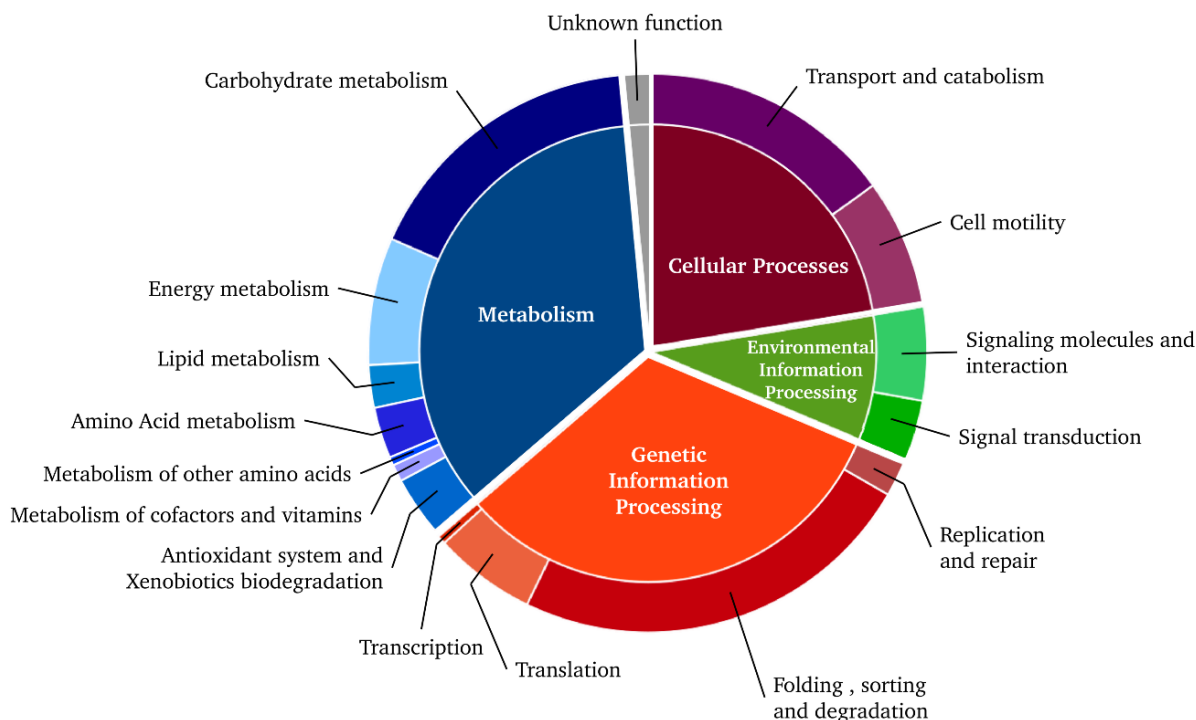 Unknown function
Carbohydrate metabolism
Transport and catabolism
Cell motility
Cellular Processes
Energy metabolism
Metabolism
Environmental
Information
Processing
Signaling molecules and
interaction
Lipid metabolism
Amino Acid metabolism
Signal transduction
Genetic
Information
Processing
Metabolism of other amino acids
Metabolism of cofactors and vitamins
Replication
and repair
Antioxidant system and
Xenobiotics biodegradation
Transcription
Translation
Folding , sorting
and degradation